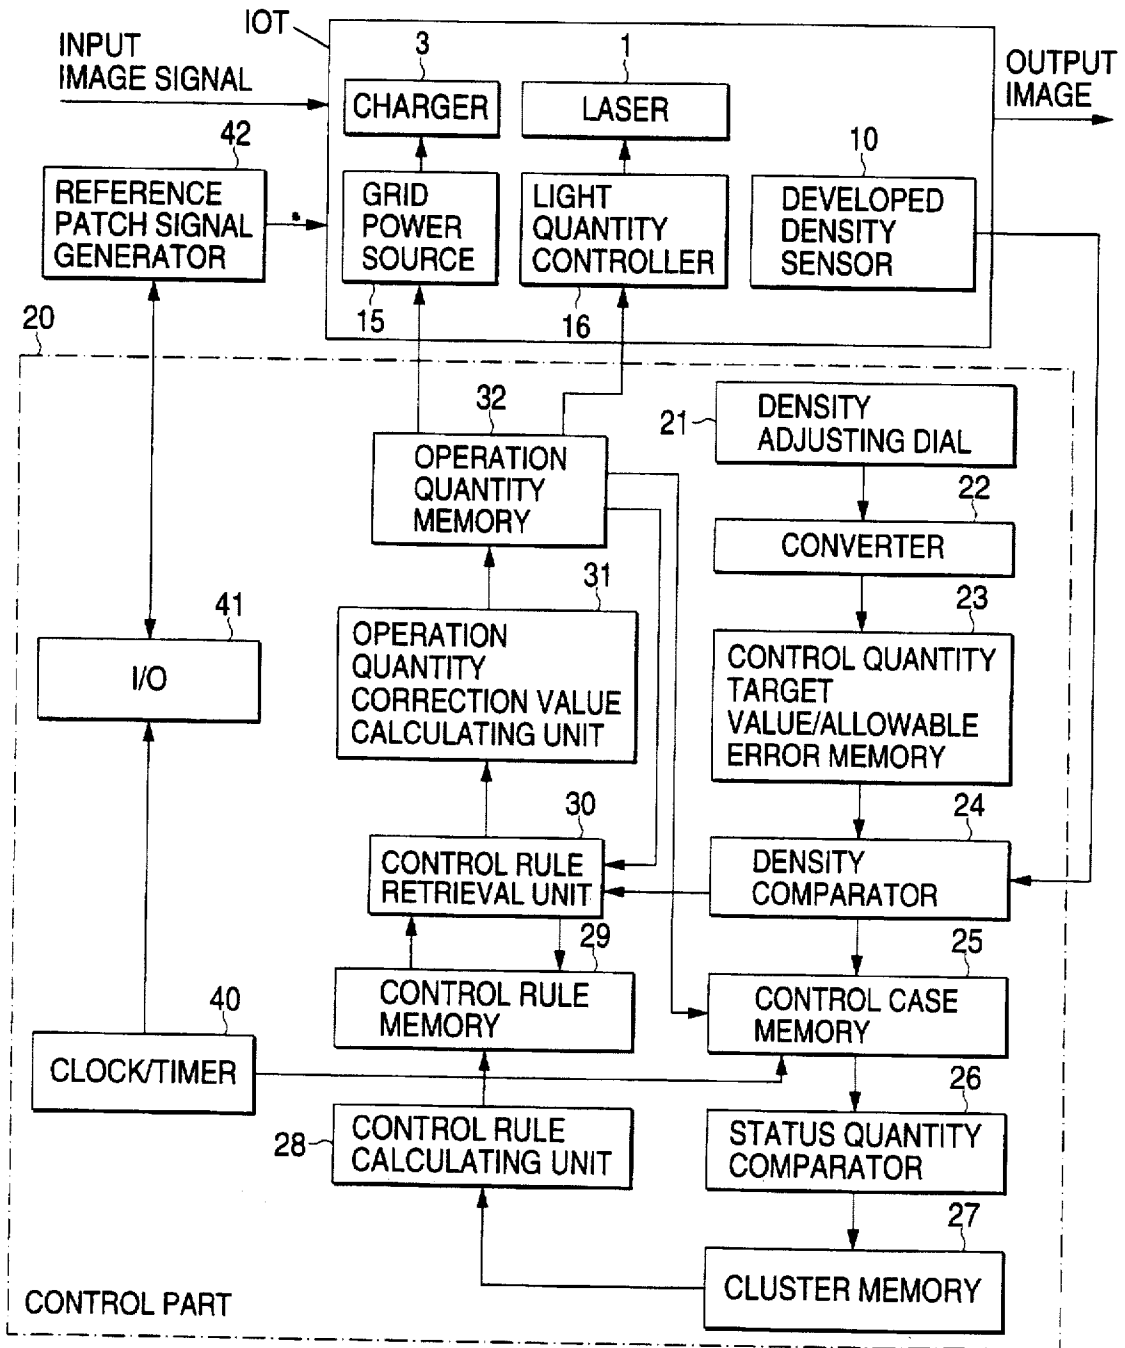 IOT
INPUT
IMAGE SIGNAL
3
CHARGER
1
LASER
OUTPUT
IMAGE
42
REFERENCE
PATCH SIGNAL
GENERATOR
GRID
POWER
SOURCE
15
LIGHT
QUANTITY
CONTROLLER
16
10
DEVELOPED
DENSITY
SENSOR
20
32
OPERATION
QUANTITY
MEMORY
21
DENSITY
ADJUSTING DIAL
22
CONVERTER
31
OPERATION
QUANTITY
CORRECTION VALUE
CALCULATING UNIT
23
CONTROL QUANTITY
TARGET
VALUE/ALLOWABLE
ERROR MEMORY
41
I/O
30
CONTROL RULE
RETRIEVAL UNIT
24
DENSITY
COMPARATOR
29
CONTROL RULE
MEMORY
25
CONTROL CASE
MEMORY
40
CLOCK/TIMER
28
CONTROL RULE
CALCULATING UNIT
26
STATUS QUANTITY
COMPARATOR
27
CLUSTER MEMORY
CONTROL PART